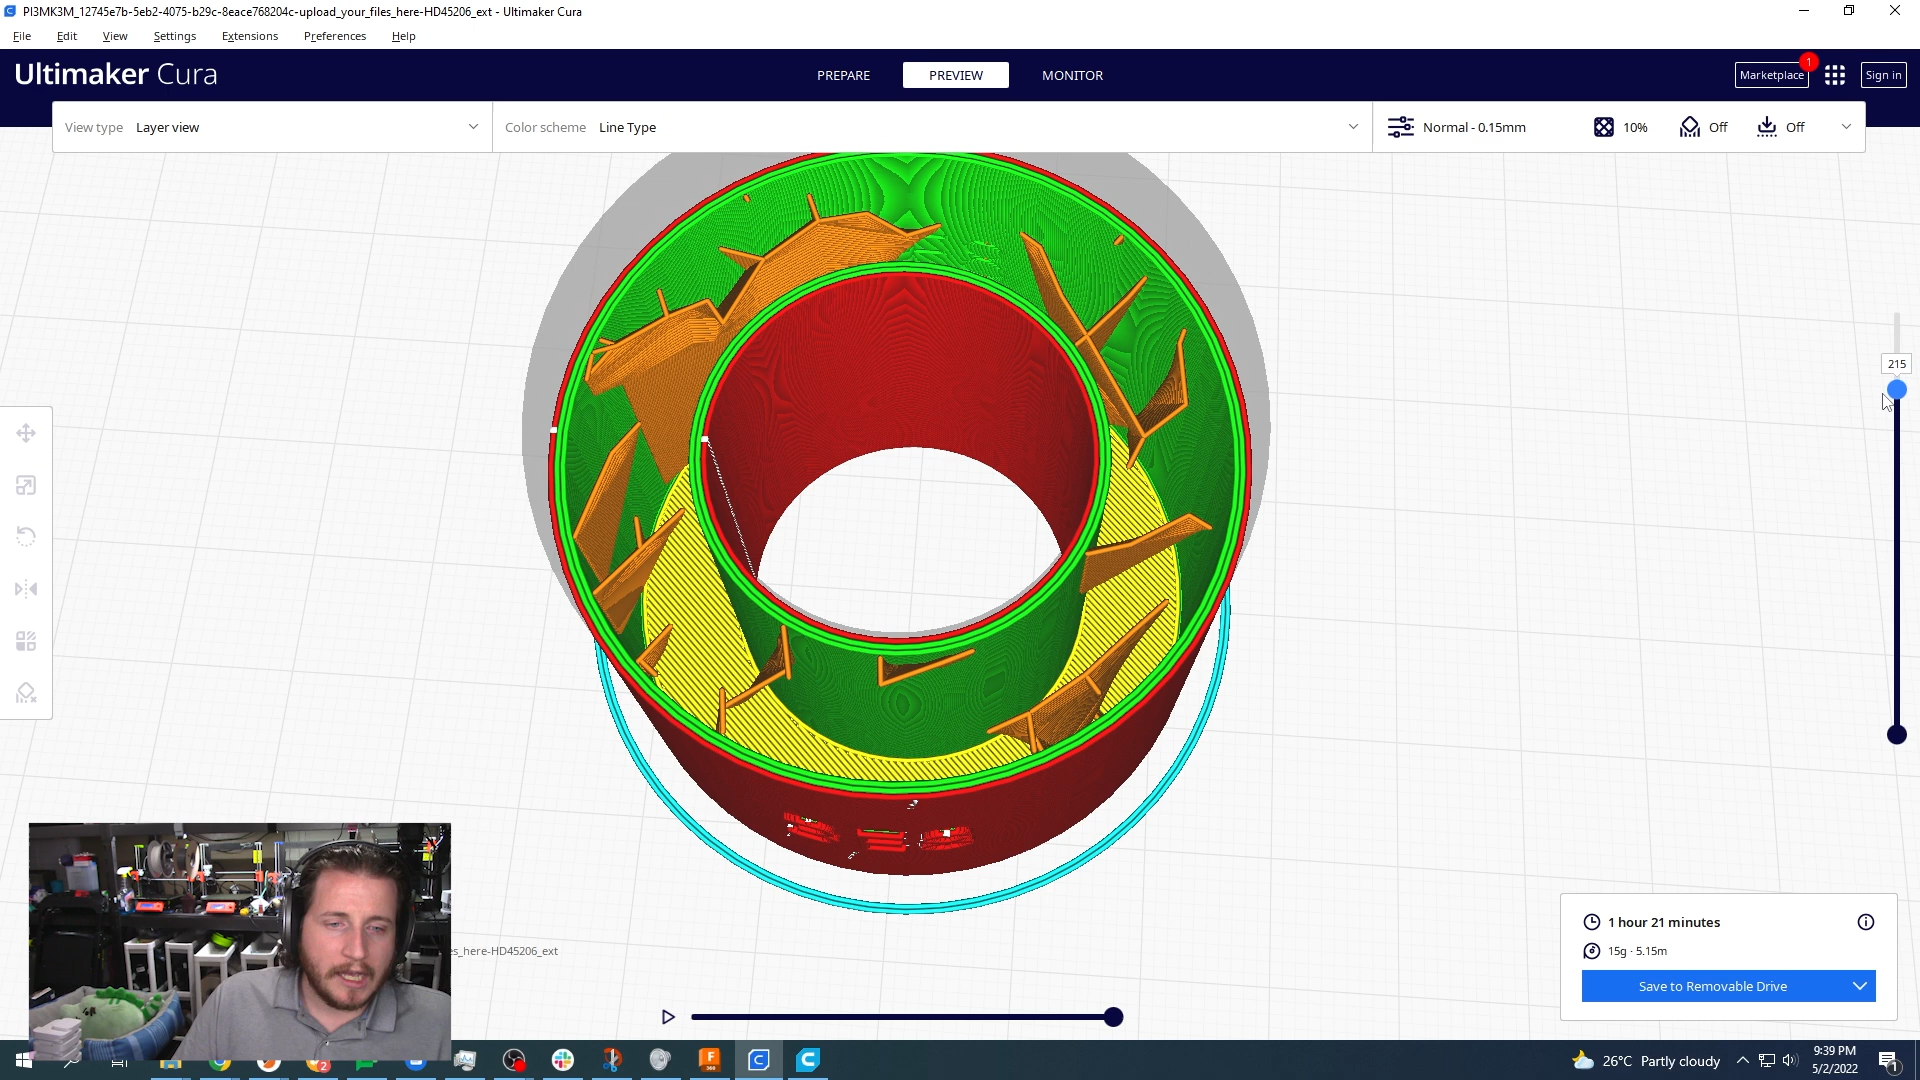 PI3MK3M_12745e7b-5eb2-4075-b29c-8eace768204c-upload_your_files_here-HD45206_ext - Ultimaker Cura
File Edit View Settings Extensions Preferences Help
Ultimaker Cura
PREPARE PREVIEW MONITOR
Marketplace 1 Sign in
View type Layer view
Color scheme Line Type
Normal - 0.15mm 10% Off Off
215
1 hour 21 minutes
es_here-HD45206_ext
15g · 5.15m
Save to Removable Drive
26°C Partly cloudy
9:39 PM
5/2/2022